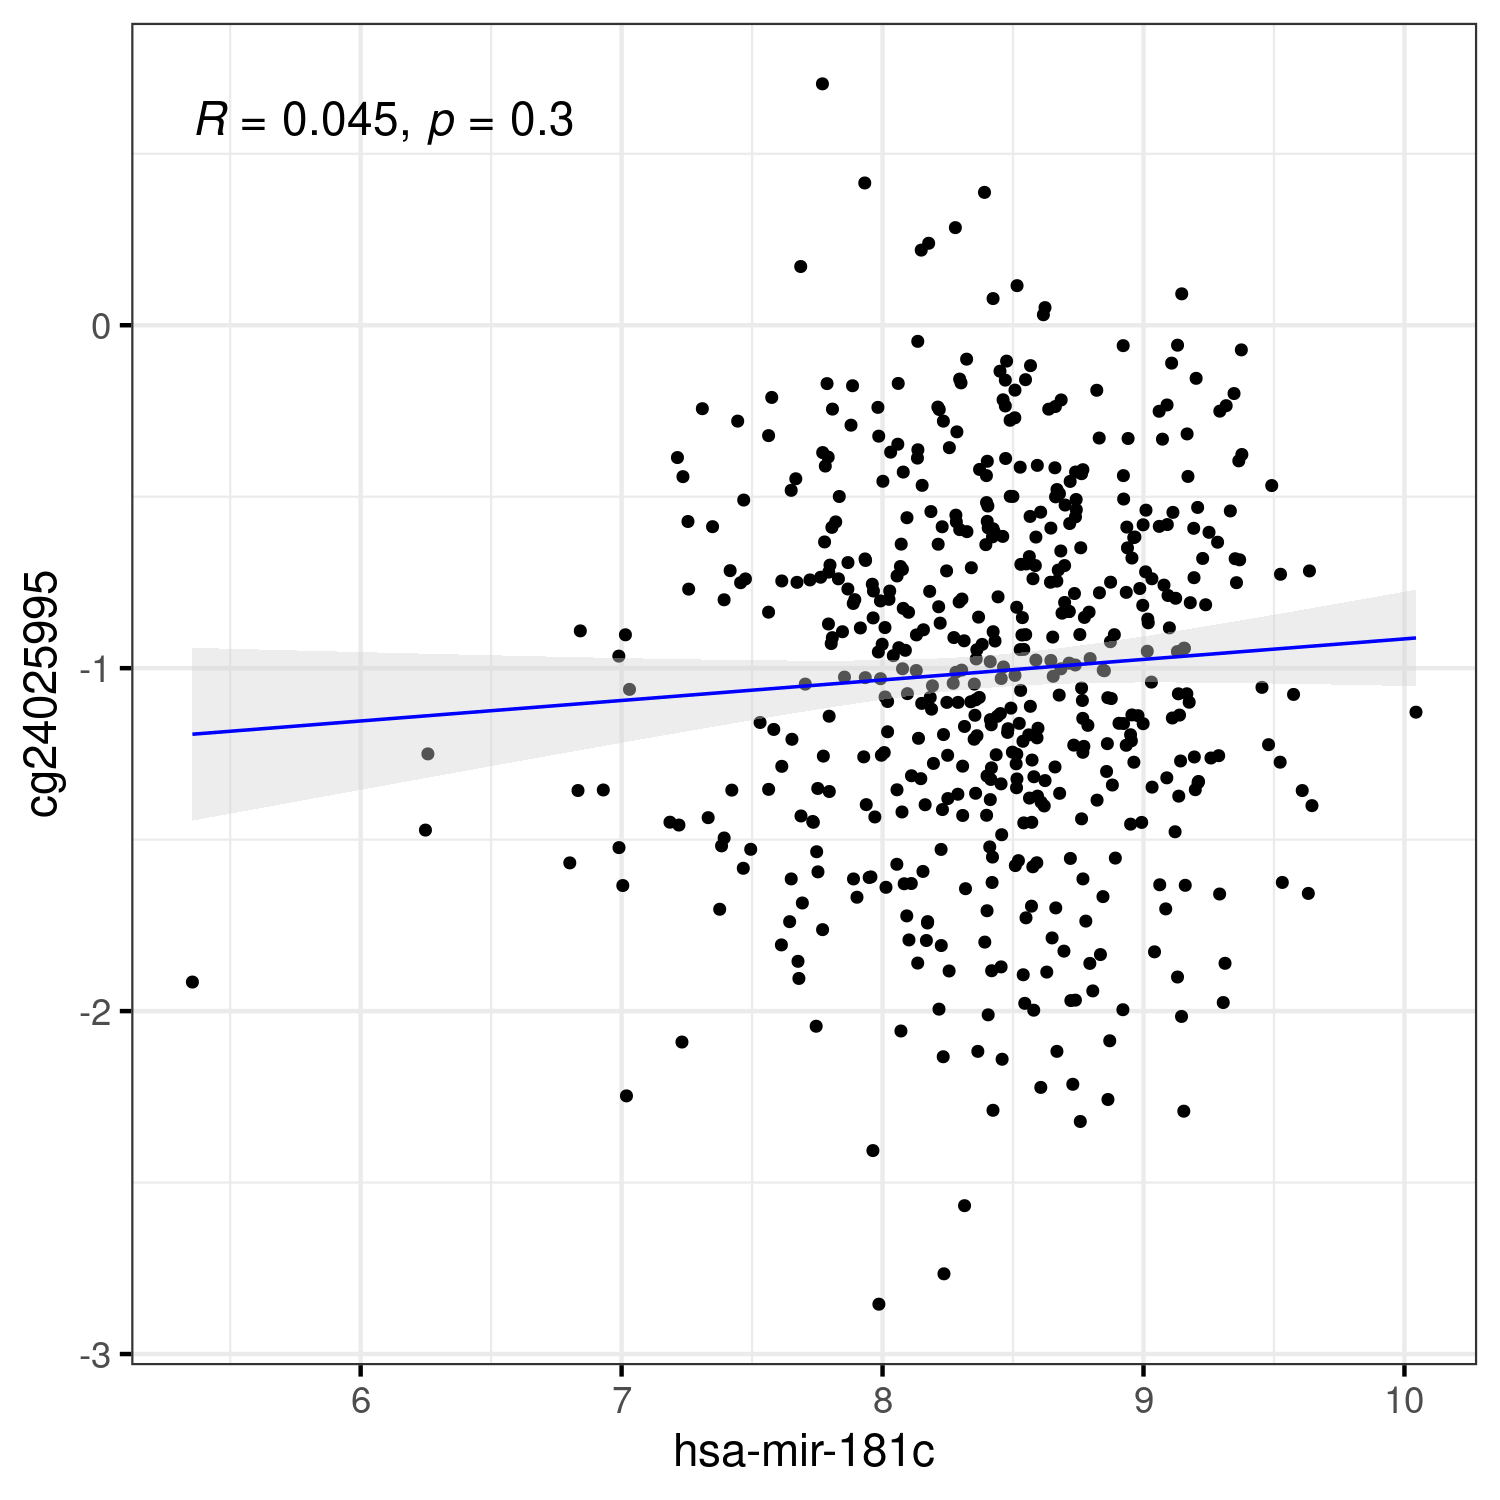 R = 0.045, p = 0.3
0
-1
-2
-3
cg24025995
6 7 8 9 10
hsa-mir-181c